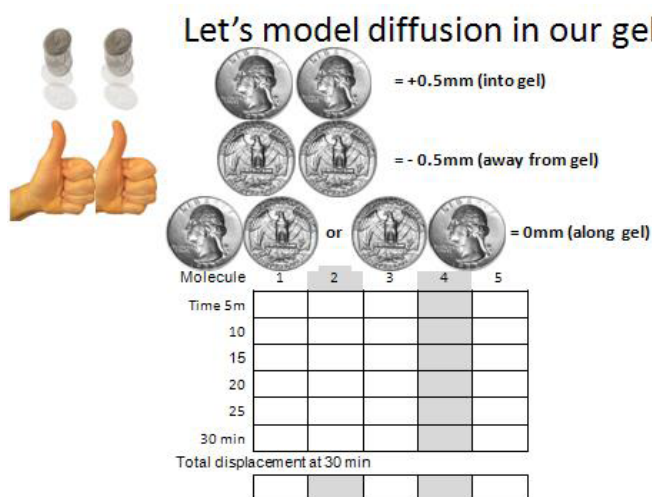 Let's model diffusion in our gel
= +0.5mm (into gel)
= - 0.5mm (away from gel)
or
= 0mm (along gel)
Molecule 1 2 3 4 5
Time 5m
10
15
20
25
30 min
Total displacement at 30 min